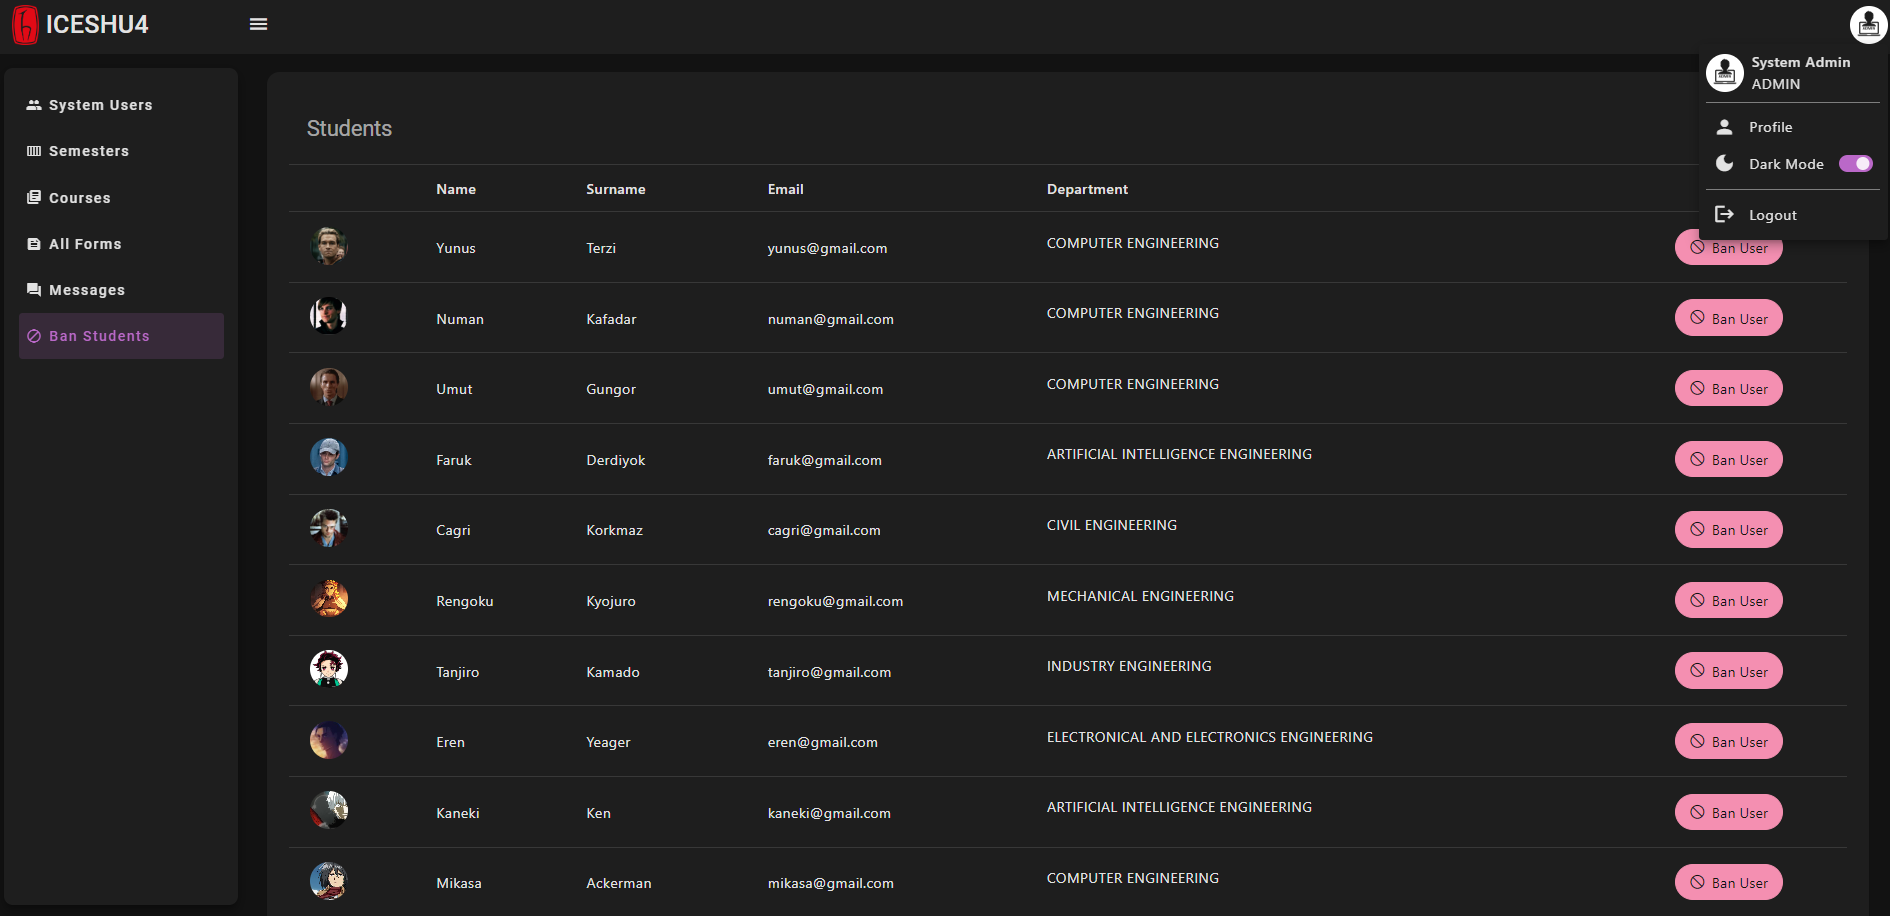 ICESHU4
System Admin
ADMIN
Profile
Dark Mode
Logout
System Users
Semesters
Courses
All Forms
Messages
Ban Students
Students
Name Surname Email Department
Yunus Terzi yunus@gmail.com COMPUTER ENGINEERING Ban User
Numan Kafadar numan@gmail.com COMPUTER ENGINEERING Ban User
Umut Gungor umut@gmail.com COMPUTER ENGINEERING Ban User
Faruk Derdiyok faruk@gmail.com ARTIFICIAL INTELLIGENCE ENGINEERING Ban User
Cagri Korkmaz cagri@gmail.com CIVIL ENGINEERING Ban User
Rengoku Kyojuro rengoku@gmail.com MECHANICAL ENGINEERING Ban User
Tanjiro Kamado tanjiro@gmail.com INDUSTRY ENGINEERING Ban User
Eren Yeager eren@gmail.com ELECTRONICAL AND ELECTRONICS ENGINEERING Ban User
Kaneki Ken kaneki@gmail.com ARTIFICIAL INTELLIGENCE ENGINEERING Ban User
Mikasa Ackerman mikasa@gmail.com COMPUTER ENGINEERING Ban User